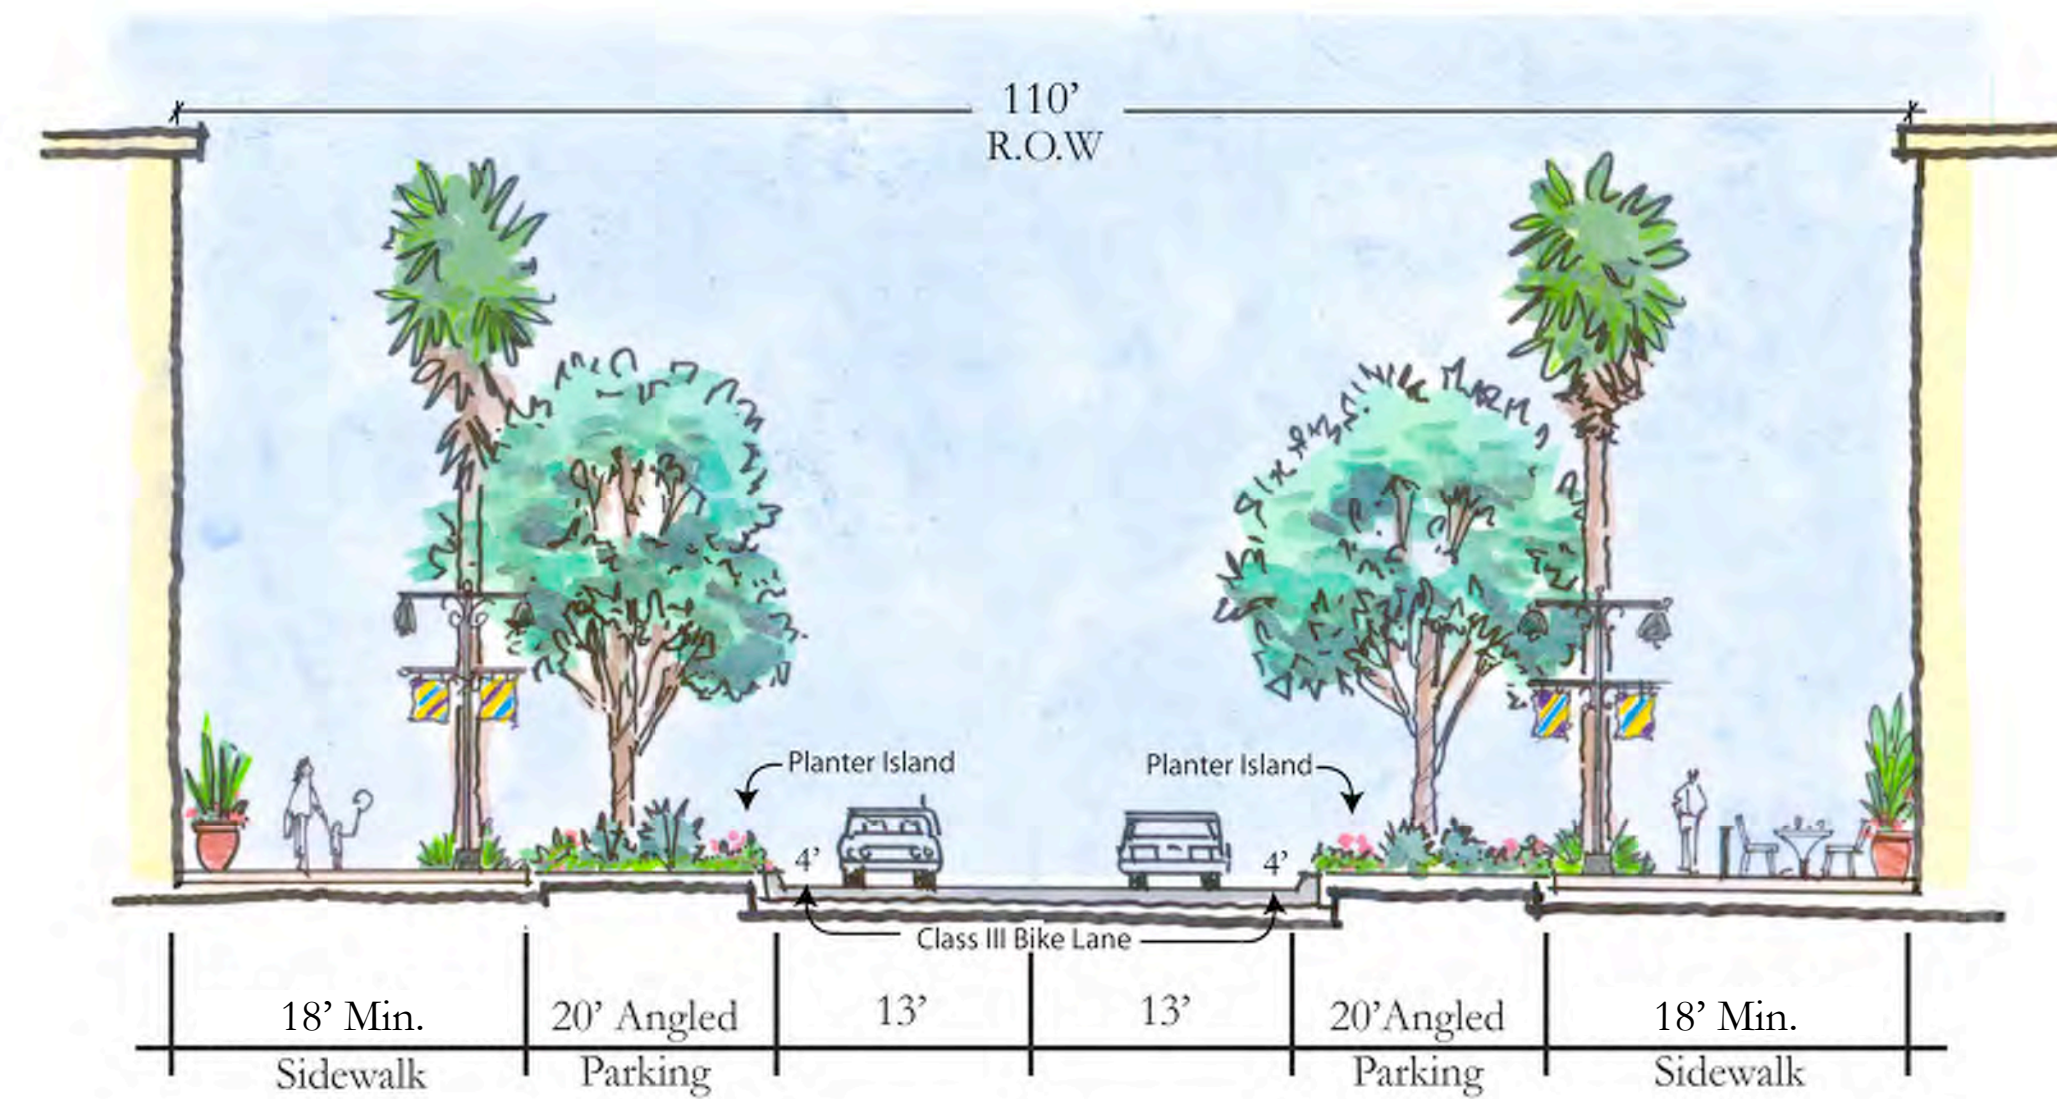 110’
R.O.W
Planter Island
Planter Island
4’
4’
Class III Bike Lane
18’ Min.
20’ Angled
13’
13’
20’Angled
18’ Min.
Sidewalk
Parking
Parking
Sidewalk